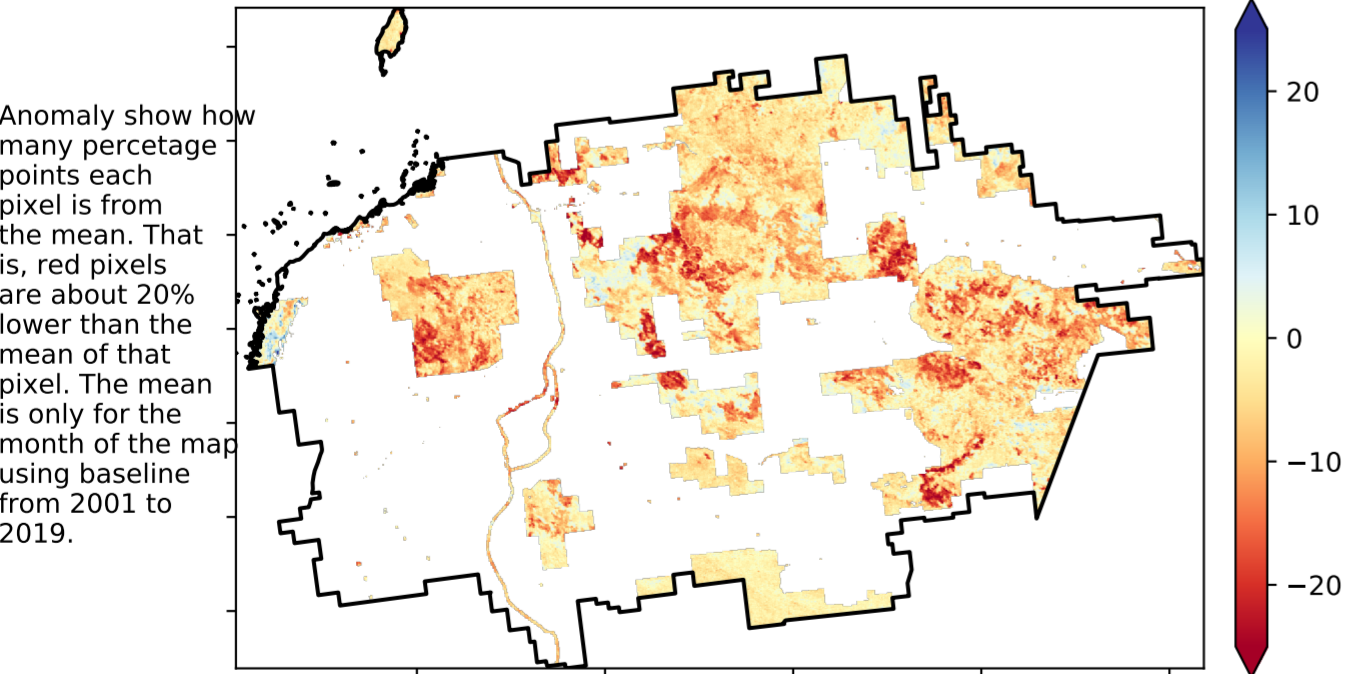 Anomaly show how
many percetage
points each
pixel is from
the mean. That
is, red pixels
are about 20%
lower than the
mean of that
pixel. The mean
is only for the
month of the map
using baseline
from 2001 to
2019.
20
10
0
−10
−20